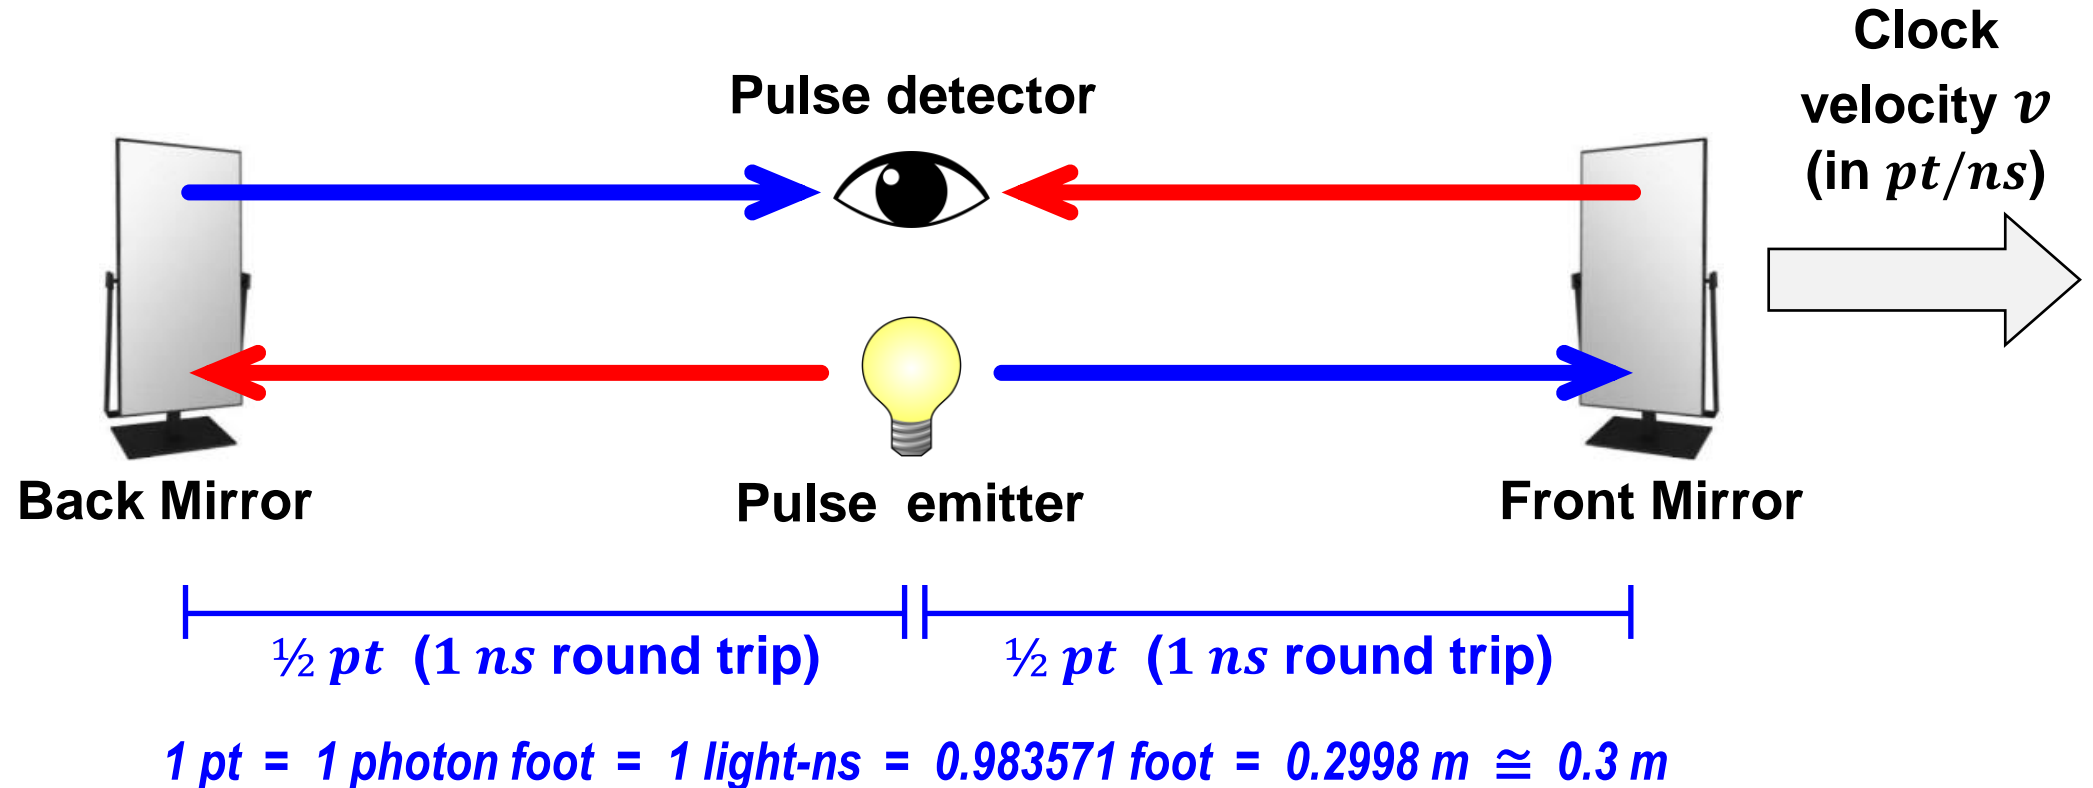 Clock
velocity v
(in pt/ns)
Pulse detector
Back Mirror
Pulse emitter
Front Mirror
½ pt (1 ns round trip)
½ pt (1 ns round trip)
1 pt = 1 photon foot = 1 light-ns = 0.983571 foot = 0.2998 m ≅ 0.3 m